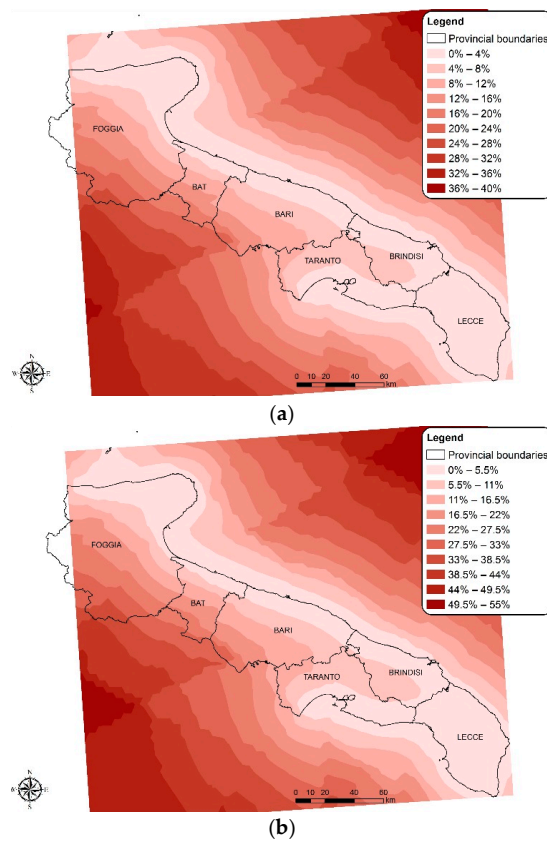 (a)
Legend
Provincial boundaries
0% – 4%
4% – 8%
8% – 12%
12% – 16%
16% – 20%
20% – 24%
24% – 28%
28% – 32%
32% – 36%
36% – 40%
FOGGIA
BAT
BARI
TARANTO
BRINDISI
LECCE
N
W E
S
0 10 20 40 60
km
(a)
Legend
Provincial boundaries
0% – 5.5%
5.5% – 11%
11% – 16.5%
16.5% – 22%
22% – 27.5%
27.5% – 33%
33% – 38.5%
38.5% – 44%
44% – 49.5%
49.5% – 55%
FOGGIA
BAT
BARI
TARANTO
BRINDISI
LECCE
N
W E
S
0 10 20 40 60
km
(b)